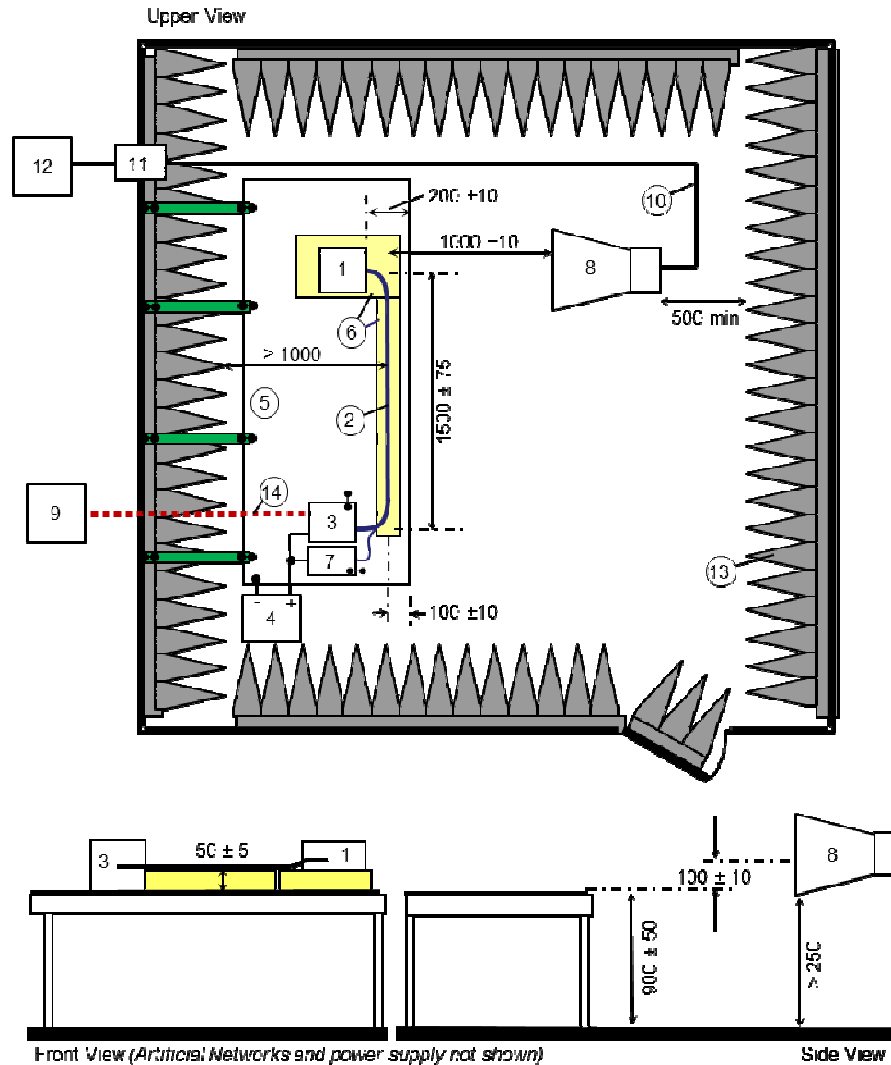 Upper View
12
11
200 ±10
10
1000 ±10
1
8
6
500 min
> 1000
1500 ± 75
5
2
14
9
3
13
7
- +
4
100 ±10
3
50 ± 5
1
8
100 ± 10
900 ± 50
> 250
Front View (Artificial Networks and power supply not shown)
Side View